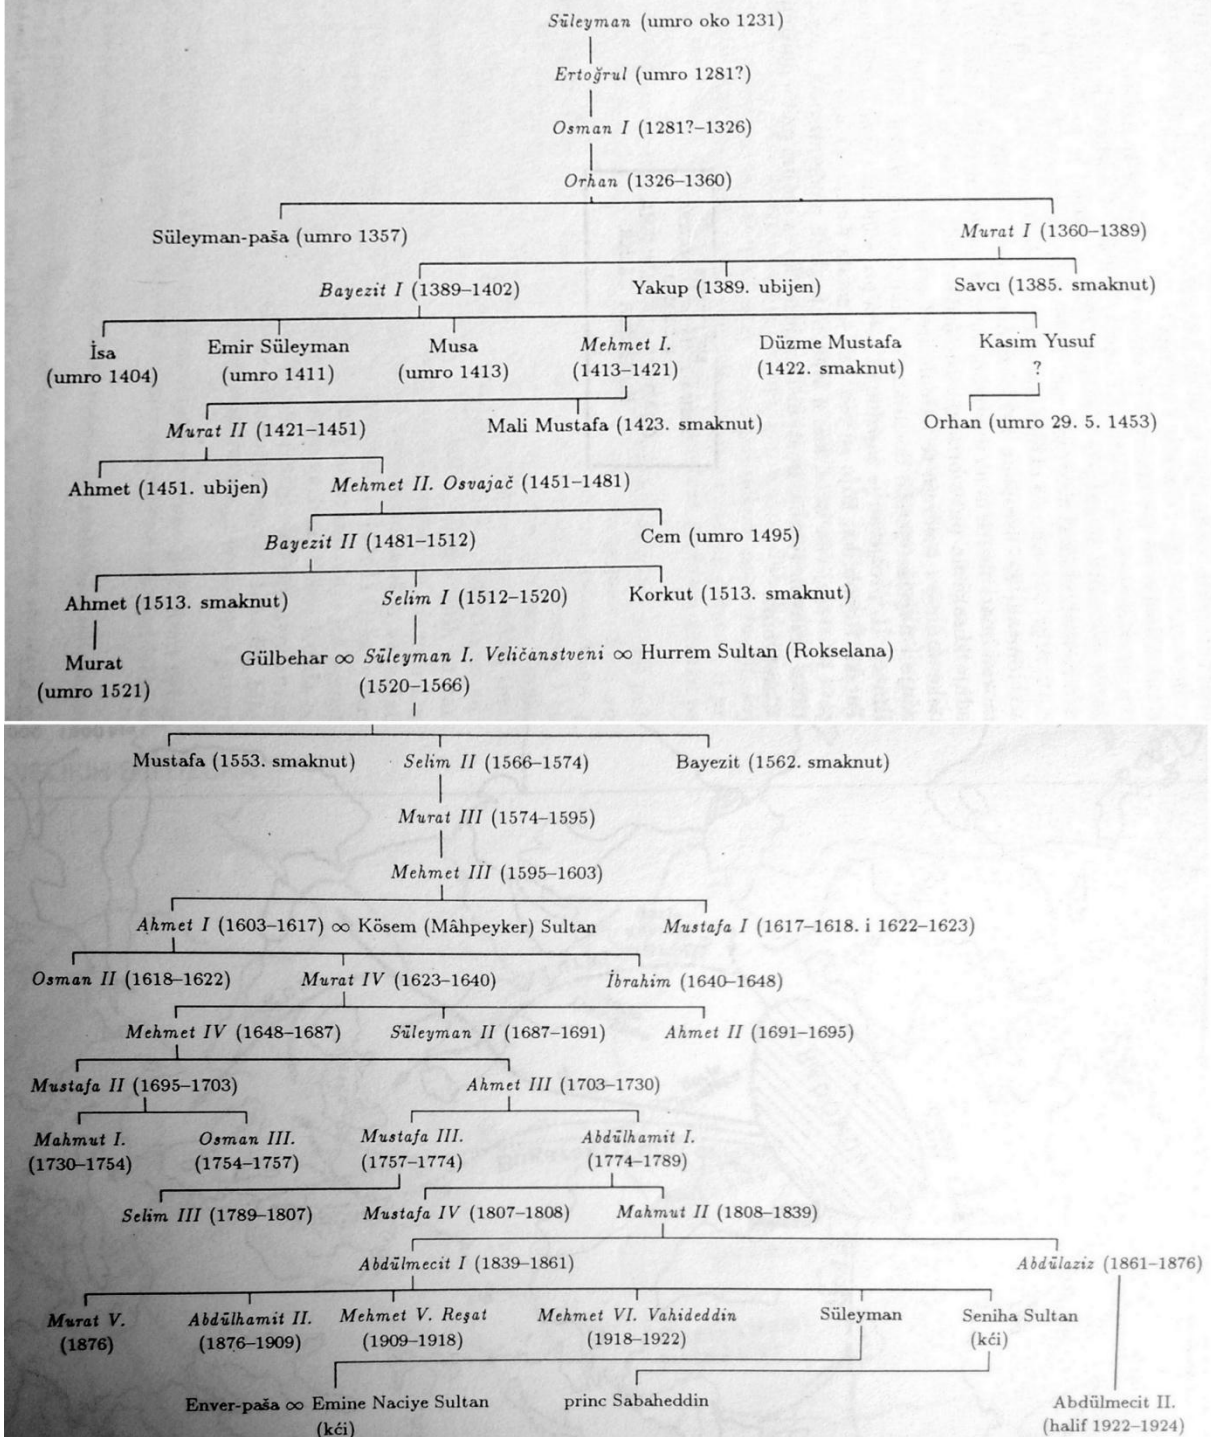 Süleyman (umro oko 1231)
Ertoğrul (umro 1281?)
Osman I (1281?–1326)
Orhan (1326–1360)
Süleyman-paša (umro 1357)
Murat I (1360–1389)
Bayezit I (1389–1402)
Yakup (1389. ubijen)
Savcı (1385. smaknut)
İsa
(umro 1404)
Emir Süleyman
(umro 1411)
Musa
(umro 1413)
Mehmet I.
(1413–1421)
Düzme Mustafa
(1422. smaknut)
Kasim Yusuf
?
Murat II (1421–1451)
Mali Mustafa (1423. smaknut)
Orhan (umro 29. 5. 1453)
Ahmet (1451. ubijen)
Mehmet II. Osvajač (1451–1481)
Bayezit II (1481–1512)
Cem (umro 1495)
Ahmet (1513. smaknut)
Selim I (1512–1520)
Korkut (1513. smaknut)
Murat
(umro 1521)
Gülbehar ∞ Süleyman I. Veličanstveni ∞ Hurrem Sultan (Rokselana)
(1520–1566)
Mustafa (1553. smaknut)
Selim II (1566–1574)
Bayezit (1562. smaknut)
Murat III (1574–1595)
Mehmet III (1595–1603)
Ahmet I (1603–1617) ∞ Kösem (Mâhpeyker) Sultan
Mustafa I (1617–1618. i 1622–1623)
Osman II (1618–1622)
Murat IV (1623–1640)
İbrahim (1640–1648)
Mehmet IV (1648–1687)
Süleyman II (1687–1691)
Ahmet II (1691–1695)
Mustafa II (1695–1703)
Ahmet III (1703–1730)
Mahmut I.
(1730–1754)
Osman III.
(1754–1757)
Mustafa III.
(1757–1774)
Abdülhamit I.
(1774–1789)
Selim III (1789–1807)
Mustafa IV (1807–1808)
Mahmut II (1808–1839)
Abdülmecit I (1839–1861)
Abdülaziz (1861–1876)
Murat V.
(1876)
Abdülhamit II.
(1876–1909)
Mehmet V. Reşat
(1909–1918)
Mehmet VI. Vahideddin
(1918–1922)
Süleyman
Seniha Sultan
(kći)
Enver-paša ∞ Emine Naciye Sultan
(kći)
princ Sabaheddin
Abdülmecit II.
(halif 1922–1924)